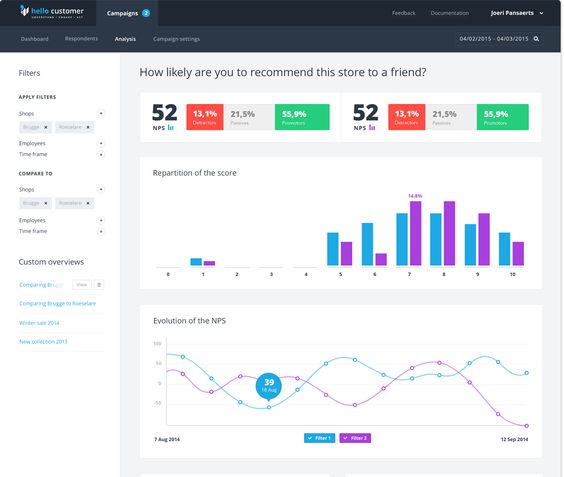 hello customer
UNDERSTAND • ENGAGE • ACT
Campaigns 2
Feedback
Documentation
Joeri Pansaerts
Dashboard
Respondents
Analysis
Campaign settings
04/02/2015 - 04/03/2015
Filters
APPLY FILTERS
Shops +
Brugge × Roeselare ×
Employees +
Time frame +
COMPARE TO
Shops +
Brugge × Roeselare ×
Employees +
Time frame +
Custom overviews
Comparing Brugge View
Comparing Brugge to Roeselare
Winter sale 2014
New collection 2013
How likely are you to recommend this store to a friend?
52
NPS
13,1%
Detractors
21,5%
Passives
55,9%
Promotors
52
NPS
13,1%
Detractors
21,5%
Passives
55,9%
Promotors
Repartition of the score
14.8%
0 1 2 3 4 5 6 7 8 9 10
Evolution of the NPS
100
50
0
-50
39
18 Aug
7 Aug 2014
Filter 1
Filter 2
12 Sep 2014